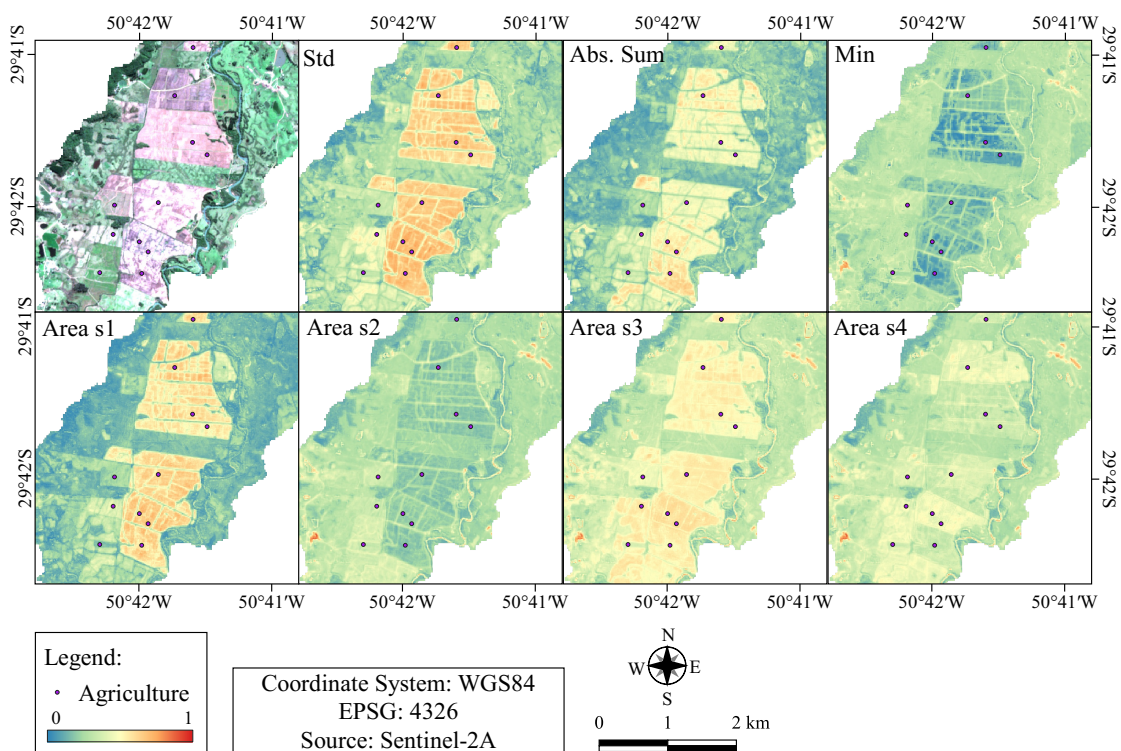 50°42′W 50°41′W 50°42′W 50°41′W 50°42′W 50°41′W 50°42′W 50°41′W
29°41′S
Std
Abs. Sum
Min
29°41′S
29°42′S
29°42′S
29°41′S
Area s1
Area s2
Area s3
Area s4
29°41′S
29°42′S
29°42′S
50°42′W 50°41′W 50°42′W 50°41′W 50°42′W 50°41′W 50°42′W 50°41′W
Legend:
Agriculture
0 1
Coordinate System: WGS84
EPSG: 4326
Source: Sentinel-2A
N
W E
S
0 1 2 km